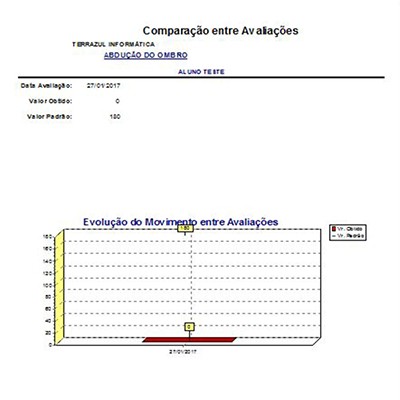 Comparação entre Avaliações
TERRAZUL INFORMÁTICA
ABDUÇÃO DO OMBRO
ALUNO TESTE
Data Avaliação: 27/01/2017
Valor Obtido: 0
Valor Padrão: 180
Evolução do Movimento entre Avaliações
Vr. Obtido
Vr. Padrão
180
180
160
140
120
100
80
60
40
20
0
0
27/01/2017